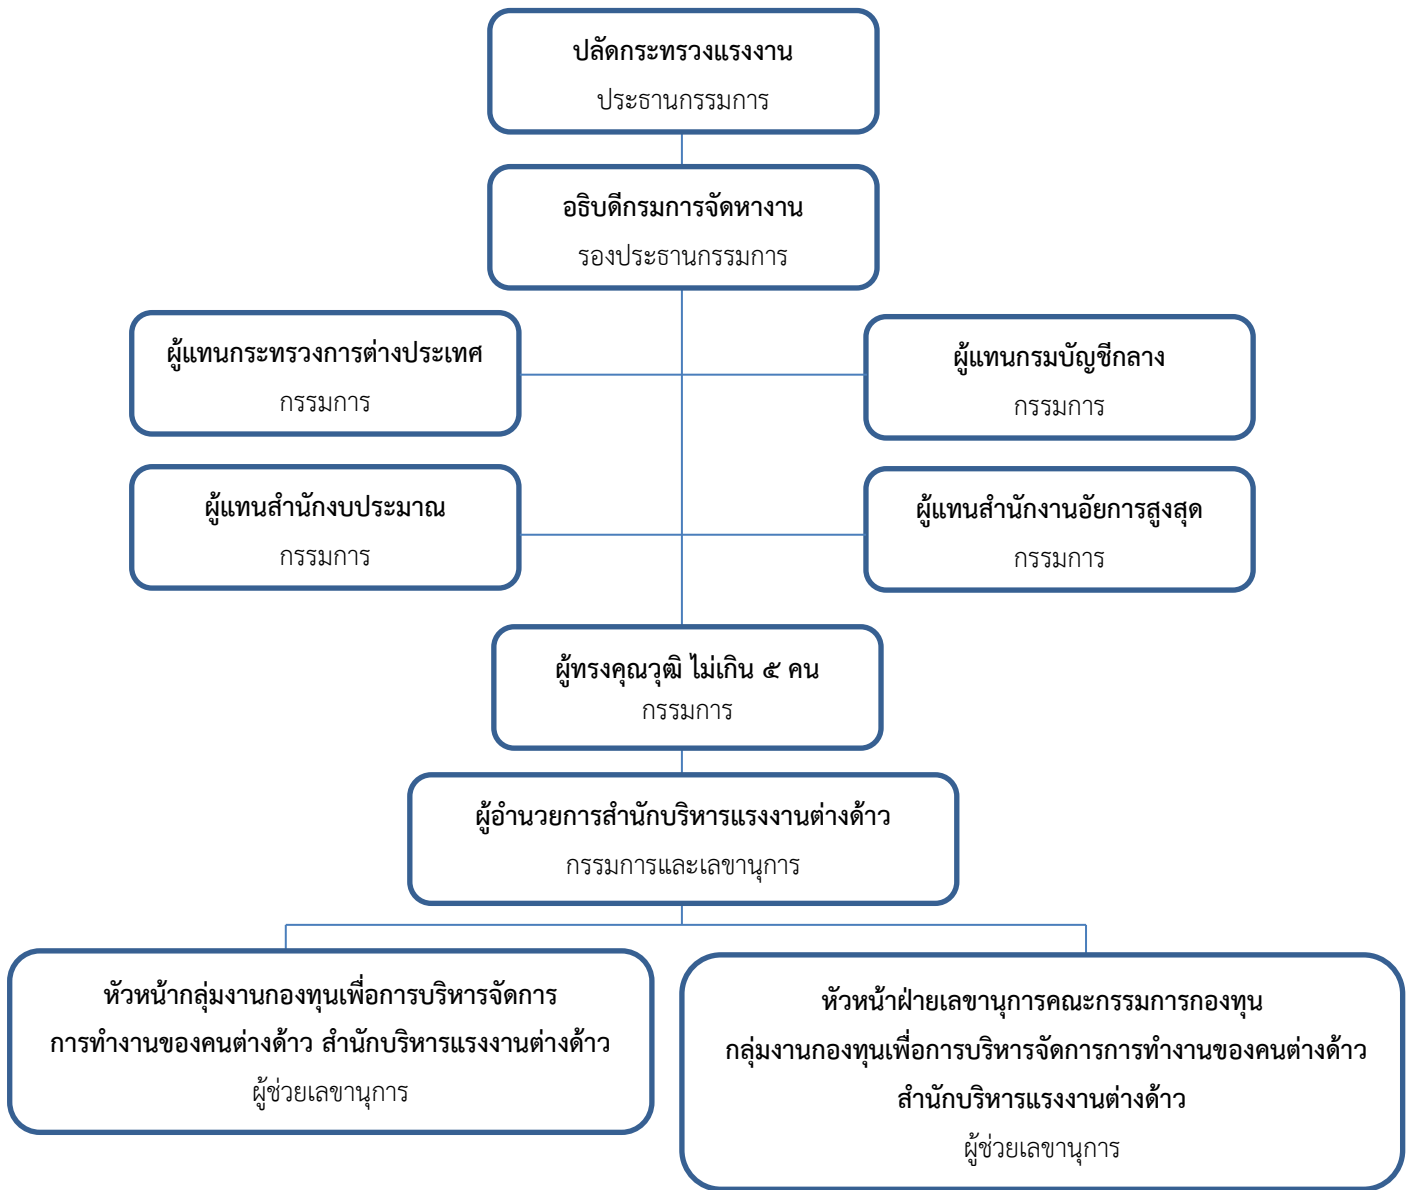 ปลัดกระทรวงแรงงาน
ประธานกรรมการ
อธิบดีกรมการจัดหางาน
รองประธานกรรมการ
ผู้แทนกระทรวงการต่างประเทศ
กรรมการ
ผู้แทนกรมบัญชีกลาง
กรรมการ
ผู้แทนสำนักงบประมาณ
กรรมการ
ผู้แทนสำนักงานอัยการสูงสุด
กรรมการ
ผู้ทรงคุณวุฒิ ไม่เกิน ๕ คน
กรรมการ
ผู้อำนวยการสำนักบริหารแรงงานต่างด้าว
กรรมการและเลขานุการ
หัวหน้ากลุ่มงานกองทุนเพื่อการบริหารจัดการ
การทำงานของคนต่างด้าว สำนักบริหารแรงงานต่างด้าว
ผู้ช่วยเลขานุการ
หัวหน้าฝ่ายเลขานุการคณะกรรมการกองทุน
กลุ่มงานกองทุนเพื่อการบริหารจัดการการทำงานของคนต่างด้าว
สำนักบริหารแรงงานต่างด้าว
ผู้ช่วยเลขานุการ